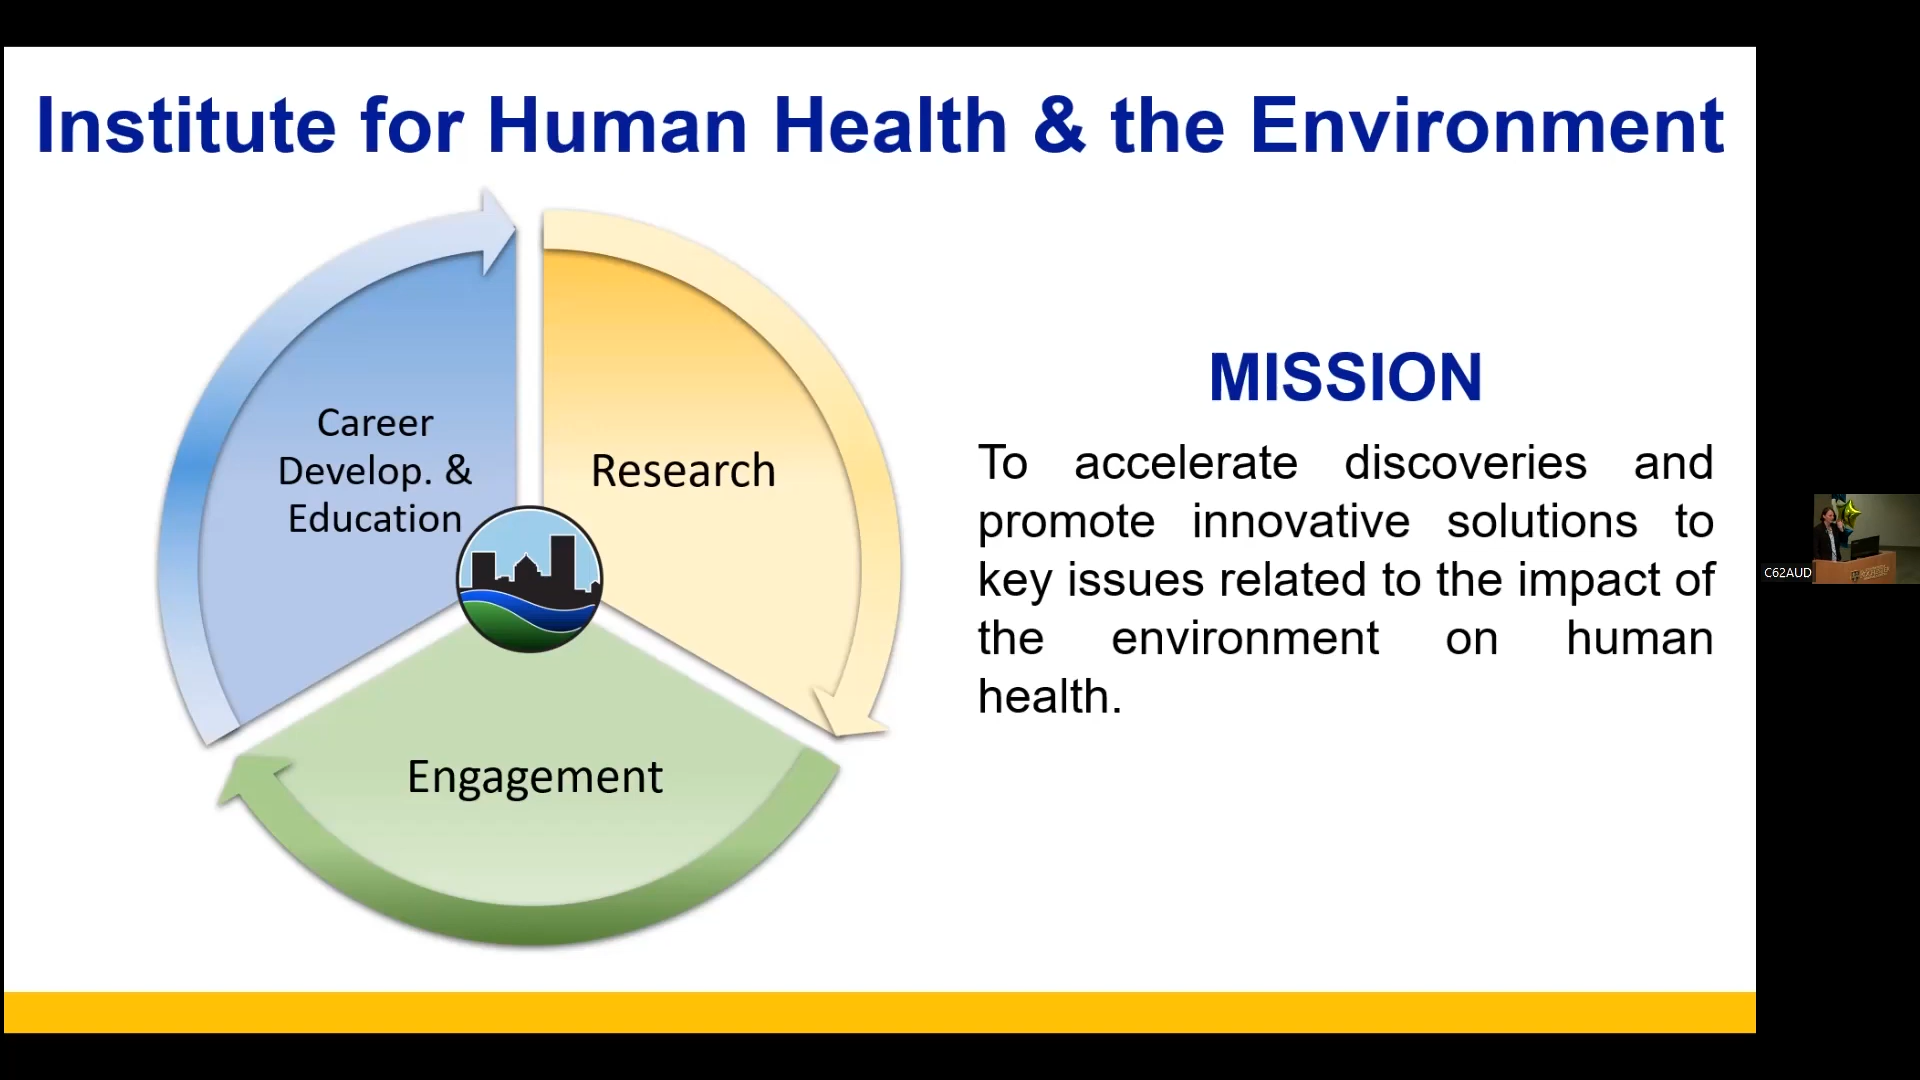 Institute for Human Health & the Environment
Career
Develop. &
Education
Research
Engagement
MISSION
To accelerate discoveries and
promote innovative solutions to
key issues related to the impact of
the environment on human
health.
C62AUD